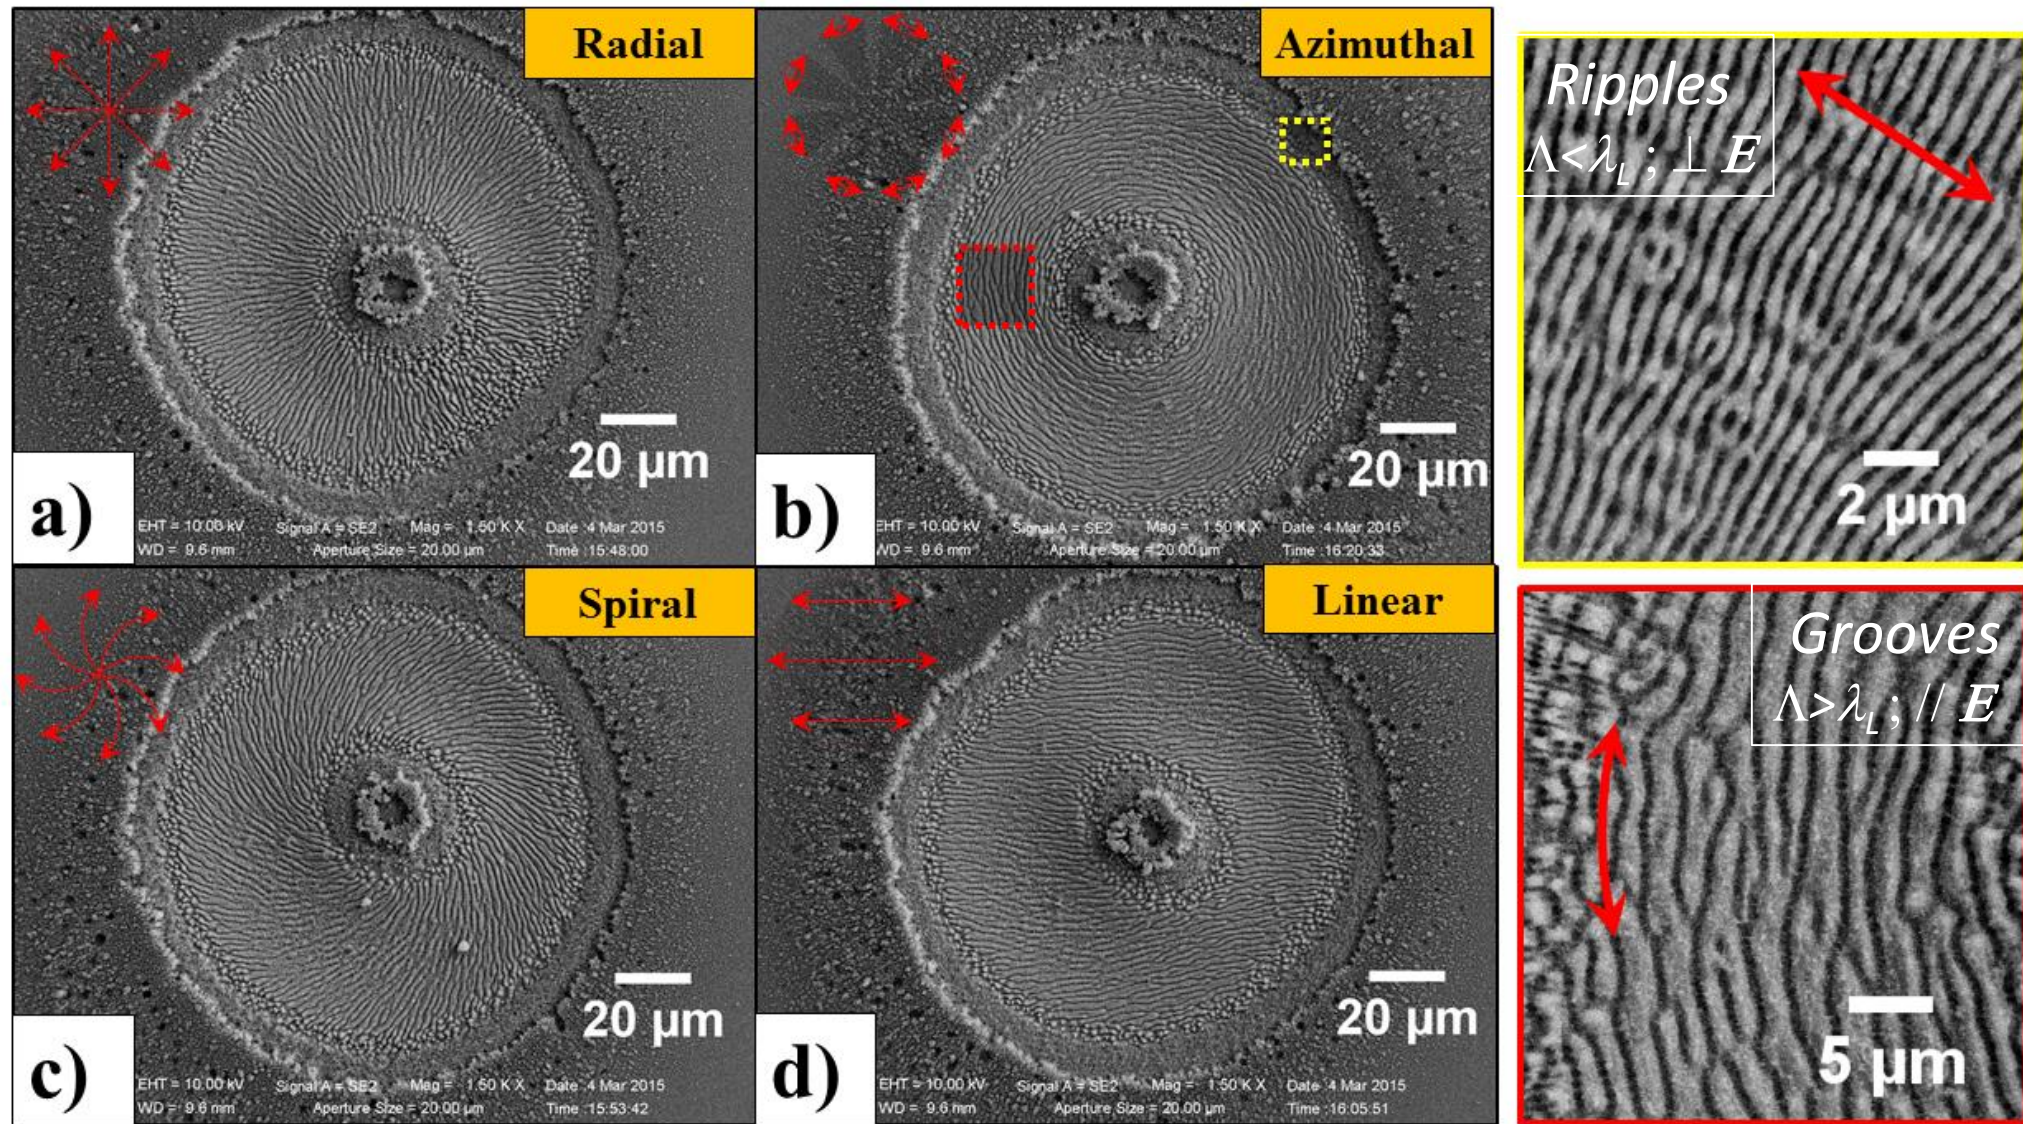 Radial
20 µm
a)
EHT = 10.00 kV Signal A = SE2 Mag = 1.50 K X Date :4 Mar 2015
WD = 9.6 mm Aperture Size = 20.00 µm Time :15:48:00
Azimuthal
20 µm
b)
EHT = 10.00 kV Signal A = SE2 Mag = 1.50 K X Date :4 Mar 2015
WD = 9.6 mm Aperture Size = 20.00 µm Time :16:20:33
Ripples
Λ<λL ; ⊥ E
2 µm
Spiral
20 µm
c)
EHT = 10.00 kV Signal A = SE2 Mag = 1.50 K X Date :4 Mar 2015
WD = 9.6 mm Aperture Size = 20.00 µm Time :15:53:42
Linear
20 µm
d)
EHT = 10.00 kV Signal A = SE2 Mag = 1.50 K X Date :4 Mar 2015
WD = 9.6 mm Aperture Size = 20.00 µm Time :16:05:51
Grooves
Λ>λL ; // E
5 µm